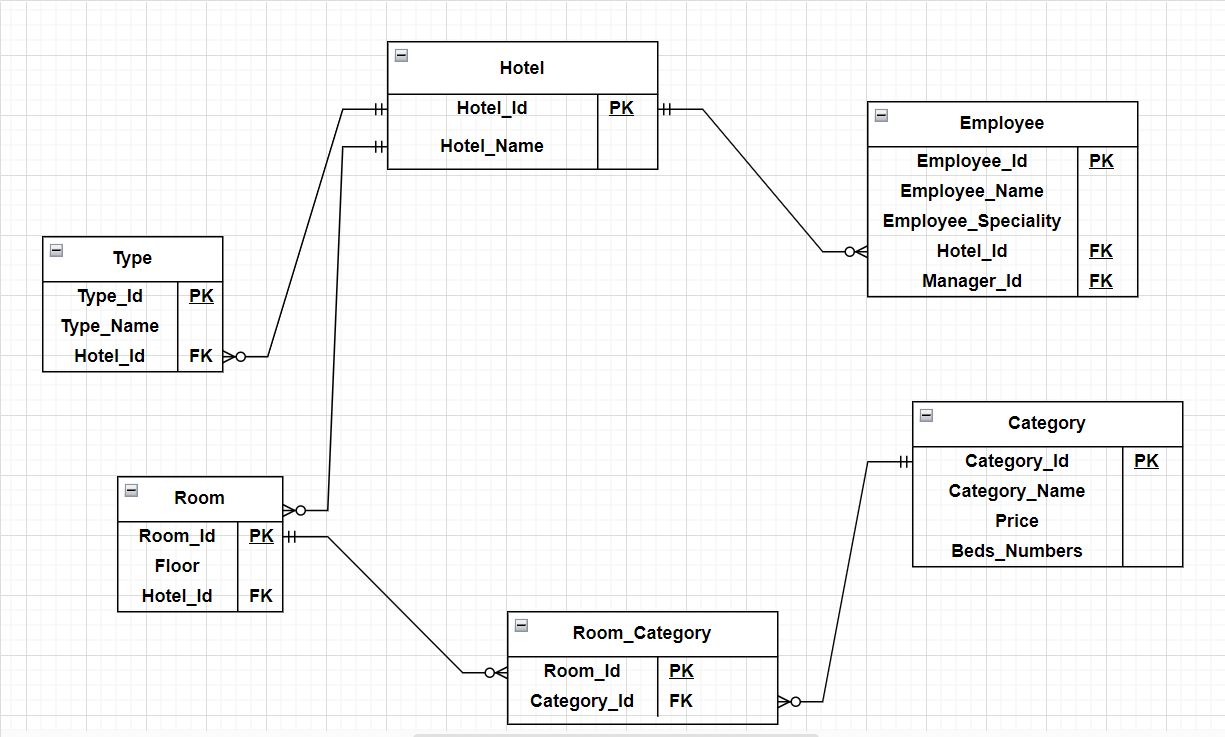 Hotel
Hotel_Id PK
Hotel_Name
Employee
Employee_Id PK
Employee_Name
Employee_Speciality
Hotel_Id FK
Manager_Id FK
Type
Type_Id PK
Type_Name
Hotel_Id FK
Category
Category_Id PK
Category_Name
Price
Beds_Numbers
Room
Room_Id PK
Floor
Hotel_Id FK
Room_Category
Room_Id PK
Category_Id FK